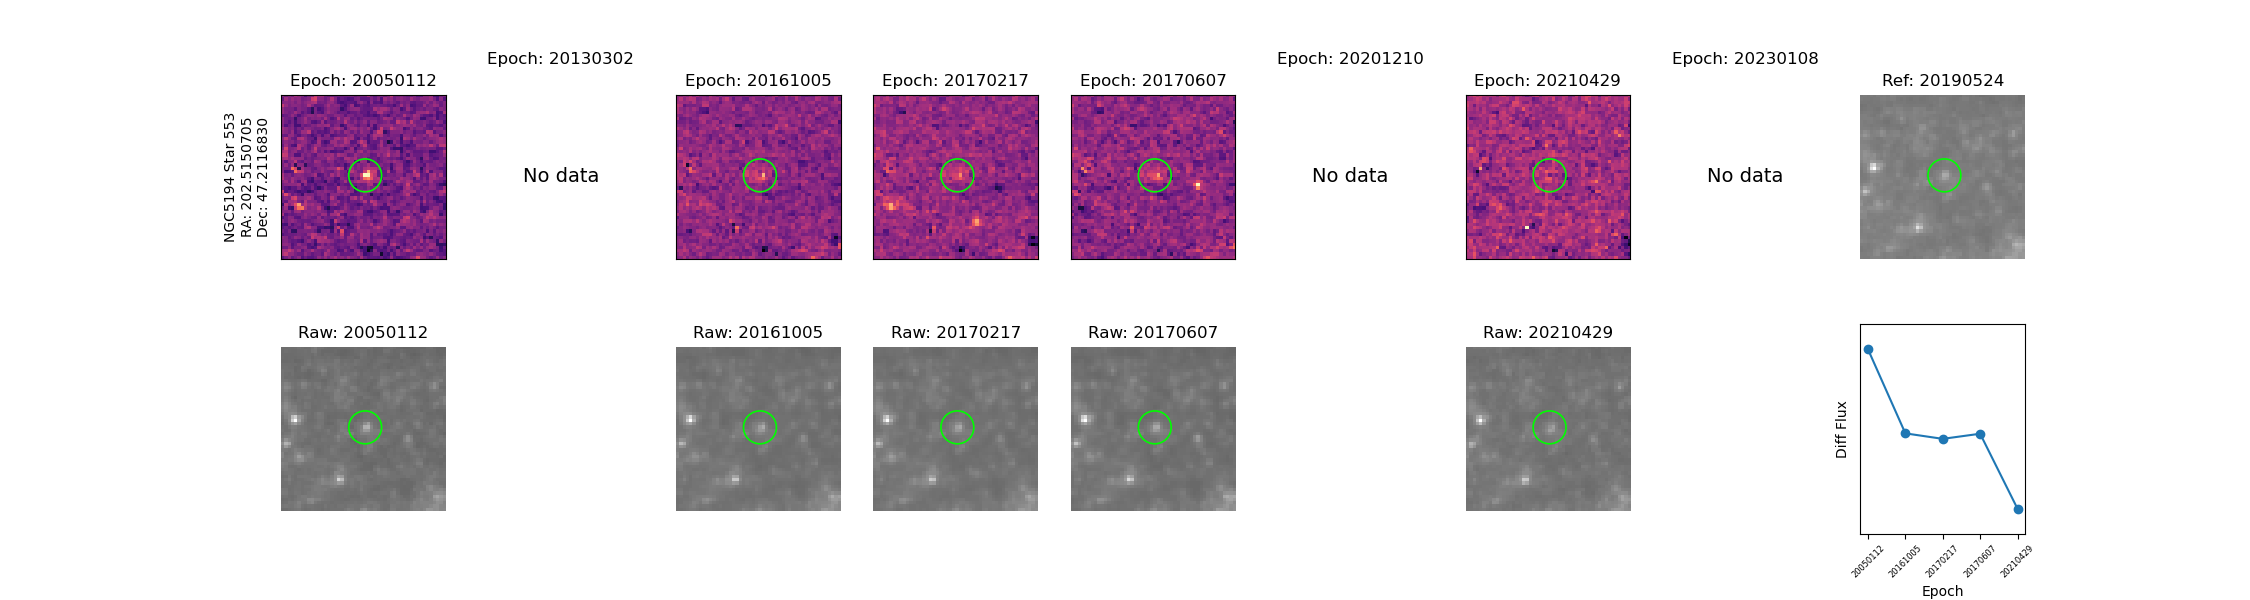 Epoch: 20050112
Epoch: 20130302
Epoch: 20161005
Epoch: 20170217
Epoch: 20170607
Epoch: 20201210
Epoch: 20210429
Epoch: 20230108
Ref: 20190524
NGC5194 Star 553
RA: 202.5150705
Dec: 47.2116830
No data
No data
No data
Raw: 20050112
Raw: 20161005
Raw: 20170217
Raw: 20170607
Raw: 20210429
Diff Flux
20050112
20161005
20170217
20170607
20210429
Epoch